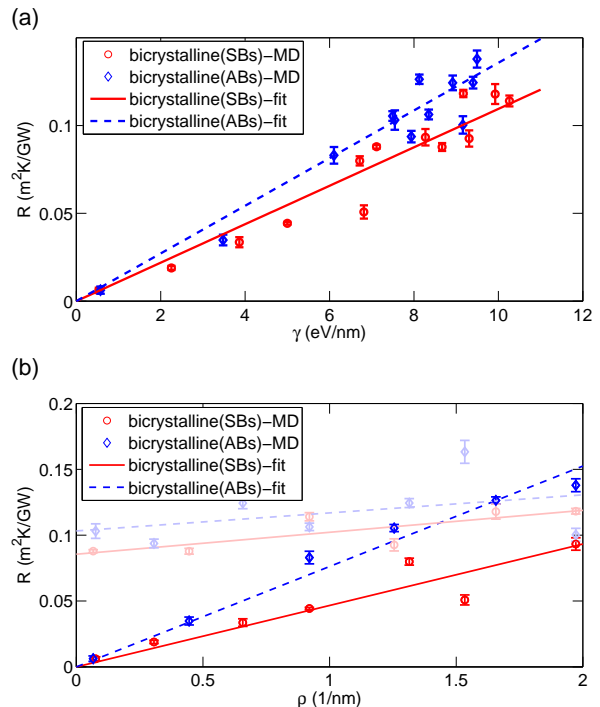 (a)
bicrystalline(SBs)−MD
bicrystalline(ABs)−MD
bicrystalline(SBs)−fit
bicrystalline(ABs)−fit
R (m²K/GW)
0.1
0.05
0
0 2 4 6 8 10 12
γ (eV/nm)
(b)
bicrystalline(SBs)−MD
bicrystalline(ABs)−MD
bicrystalline(SBs)−fit
bicrystalline(ABs)−fit
R (m²K/GW)
0.2
0.15
0.1
0.05
0
0 0.5 1 1.5 2
ρ (1/nm)